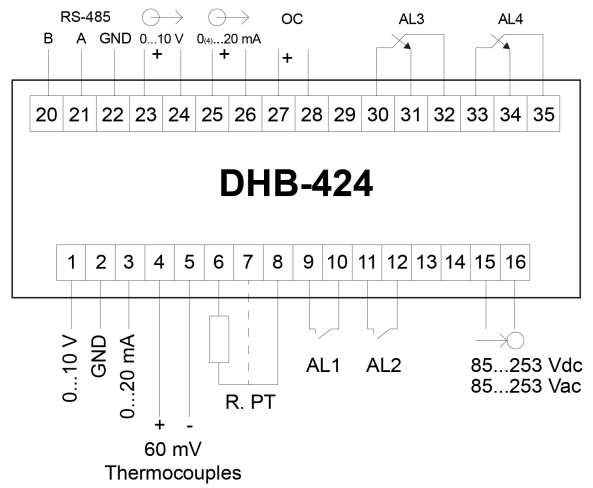 RS-485
B A GND 0...10 V 0(4)...20 mA OC AL3 AL4
+ + +
20 21 22 23 24 25 26 27 28 29 30 31 32 33 34 35
DHB-424
1 2 3 4 5 6 7 8 9 10 11 12 13 14 15 16
0...10 V
GND
0...20 mA
+ -
60 mV
Thermocouples
R. PT
AL1 AL2
85...253 Vdc
85...253 Vac